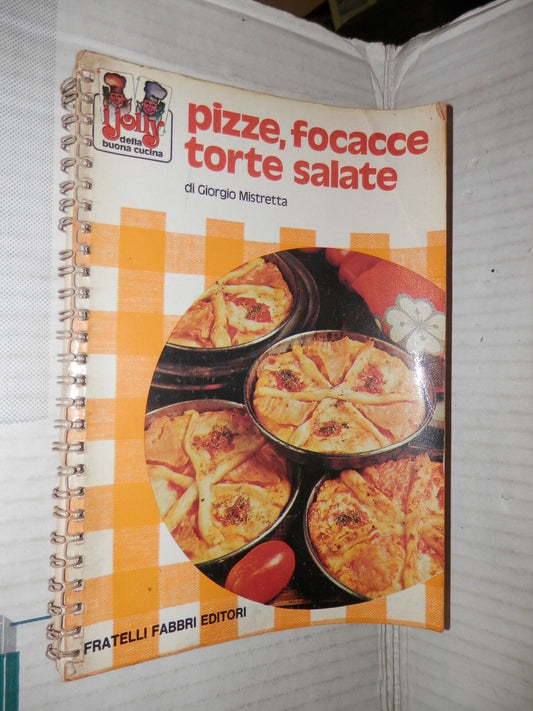 i Jolly
della
buona cucina
pizze, focacce
torte salate
di Giorgio Mistretta
FRATELLI FABBRI EDITORI